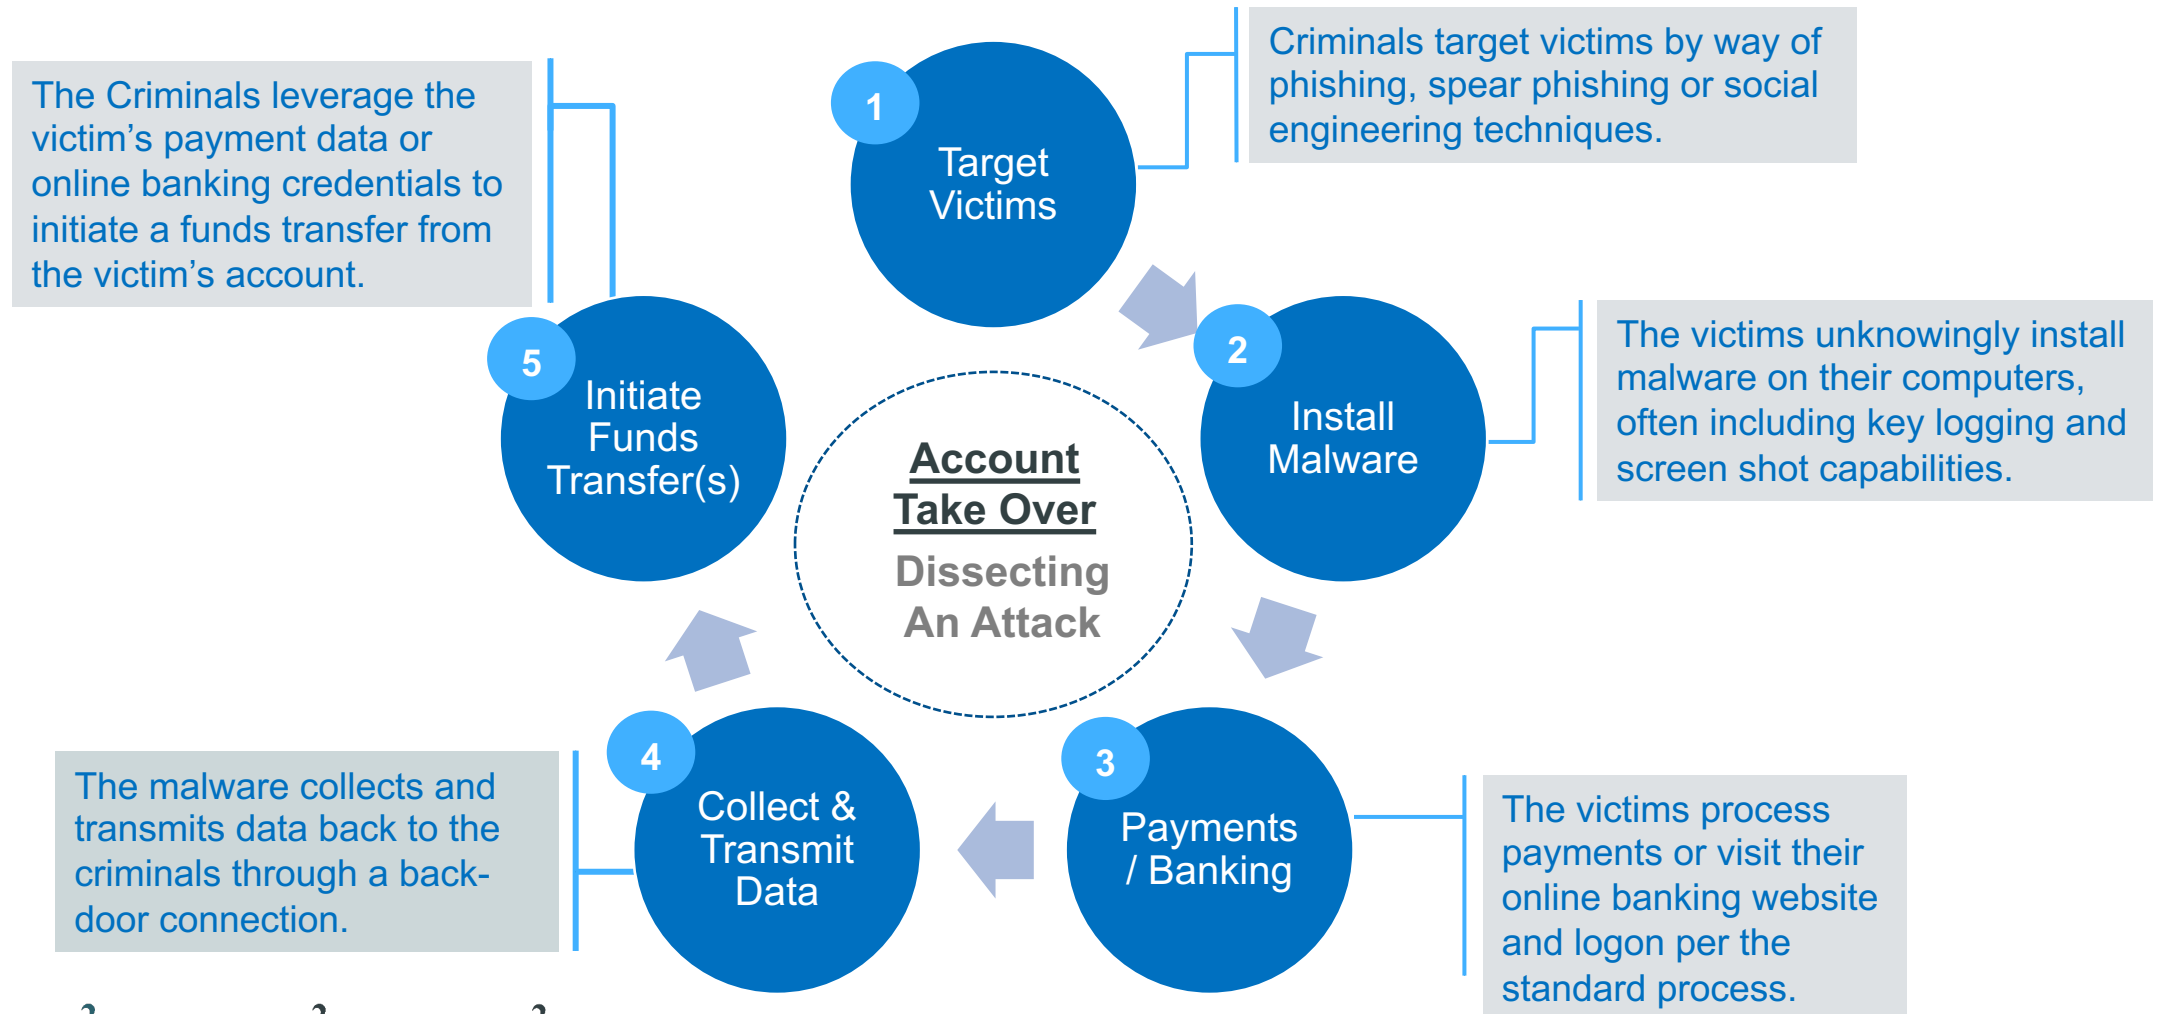 1
Target
Victims
Criminals target victims by way of
phishing, spear phishing or social
engineering techniques.
2
Install
Malware
The victims unknowingly install
malware on their computers,
often including key logging and
screen shot capabilities.
3
Payments
/ Banking
The victims process
payments or visit their
online banking website
and logon per the
standard process.
4
Collect &
Transmit
Data
The malware collects and
transmits data back to the
criminals through a back-
door connection.
5
Initiate
Funds
Transfer(s)
The Criminals leverage the
victim’s payment data or
online banking credentials to
initiate a funds transfer from
the victim’s account.
Account
Take Over
Dissecting
An Attack